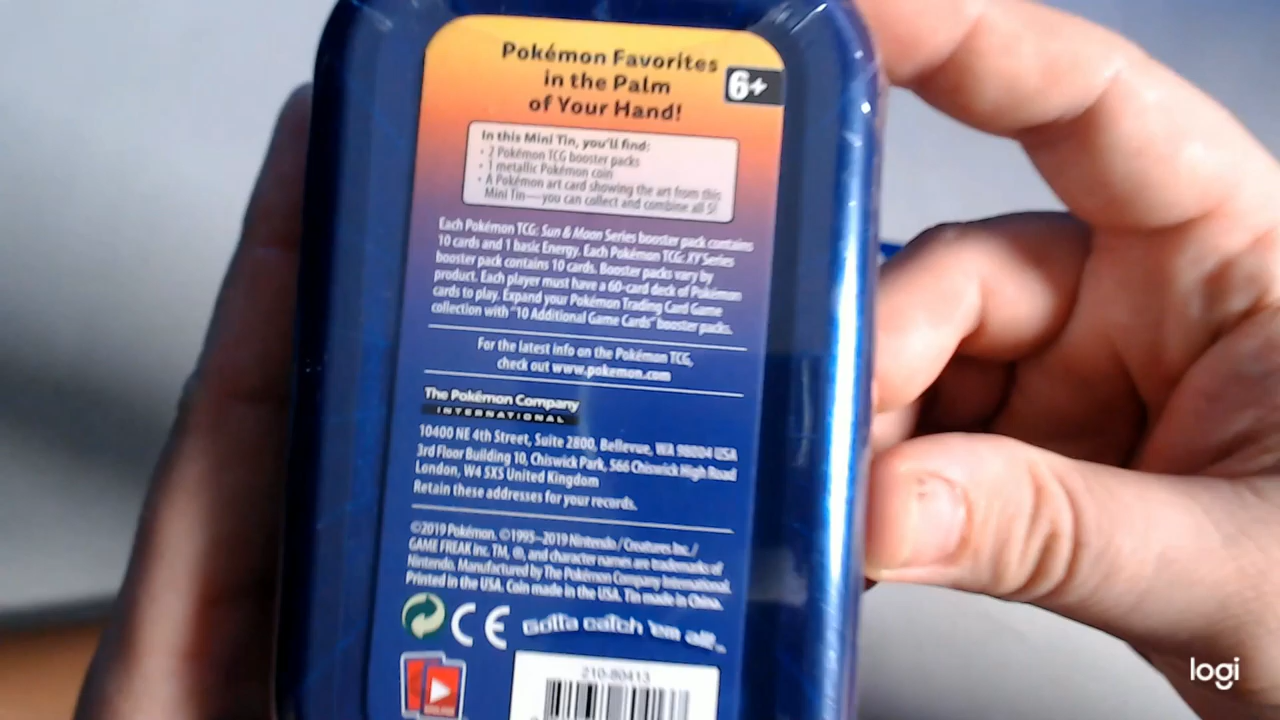 Pokémon Favorites
in the Palm
of Your Hand!
6+
In this Mini Tin, you'll find:
• 2 Pokémon TCG booster packs
• 1 metallic Pokémon coin
• A Pokémon art card showing the art from this
Mini Tin—you can collect and combine all 5!
Each Pokémon TCG: Sun & Moon Series booster pack contains
10 cards and 1 basic Energy. Each Pokémon TCG: XY Series
booster pack contains 10 cards. Booster packs vary by
product. Each player must have a 60-card deck of Pokémon
cards to play. Expand your Pokémon Trading Card Game
collection with "10 Additional Game Cards" booster packs.
For the latest info on the Pokémon TCG,
check out www.pokemon.com
The Pokémon Company
INTERNATIONAL
10400 NE 4th Street, Suite 2800, Bellevue, WA 98004 USA
3rd Floor Building 10, Chiswick Park, 566 Chiswick High Road
London, W4 5XS United Kingdom
Retain these addresses for your records.
©2019 Pokémon. ©1995–2019 Nintendo / Creatures Inc. /
GAME FREAK Inc. TM, ®, and character names are trademarks of
Nintendo. Manufactured by The Pokémon Company International.
Printed in the USA. Coin made in the USA. Tin made in China.
CE Gotta catch 'em all!
210-80413
logi